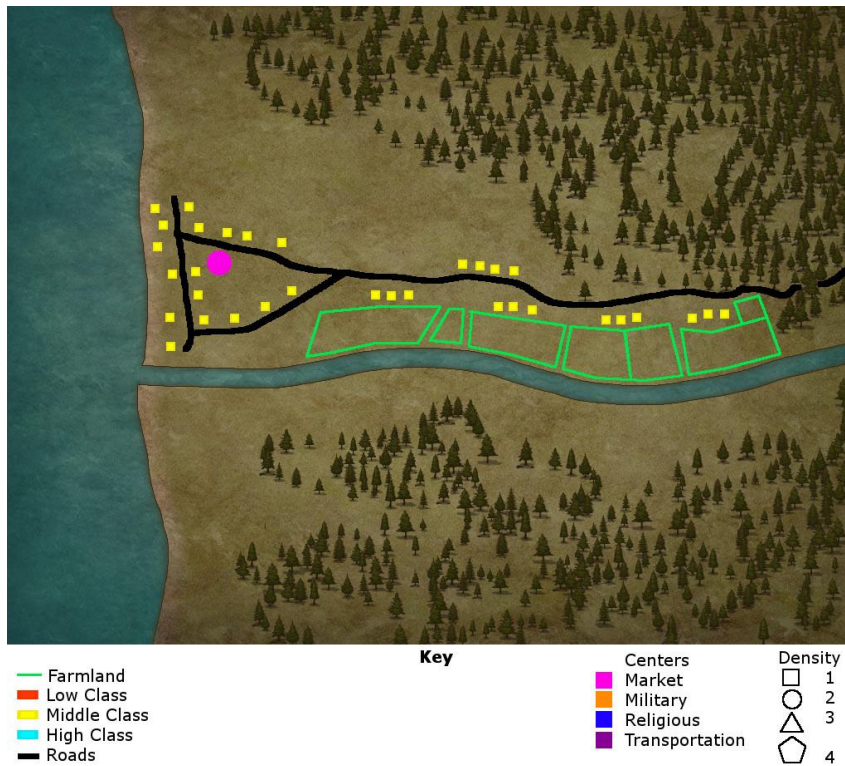 Key
Farmland
Low Class
Middle Class
High Class
Roads
Centers
Market
Military
Religious
Transportation
Density
1
2
3
4